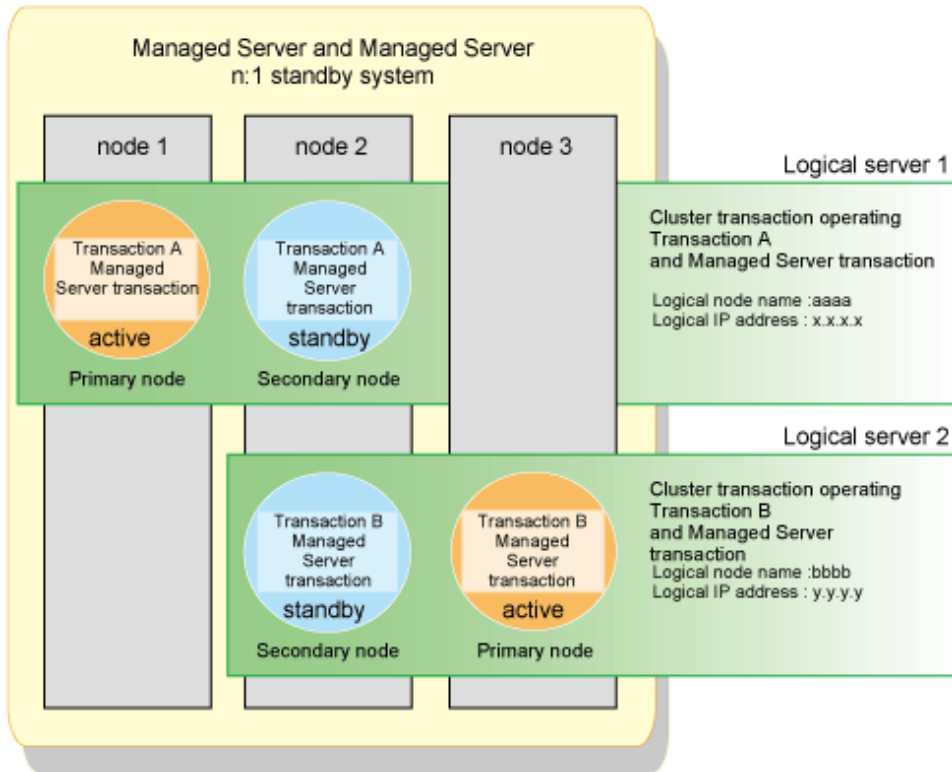 Managed Server and Managed Server
n:1 standby system
node 1
node 2
node 3
Logical server 1
Transaction A
Managed
Server transaction
active
Primary node
Transaction A
Managed
Server
transaction
standby
Secondary node
Cluster transaction operating
Transaction A
and Managed Server transaction
Logical node name :aaaa
Logical IP address : x.x.x.x
Logical server 2
Transaction B
Managed
Server
transaction
standby
Secondary node
Transaction B
Managed
Server
transaction
active
Primary node
Cluster transaction operating
Transaction B
and Managed Server
transaction
Logical node name :bbbb
Logical IP address : y.y.y.y